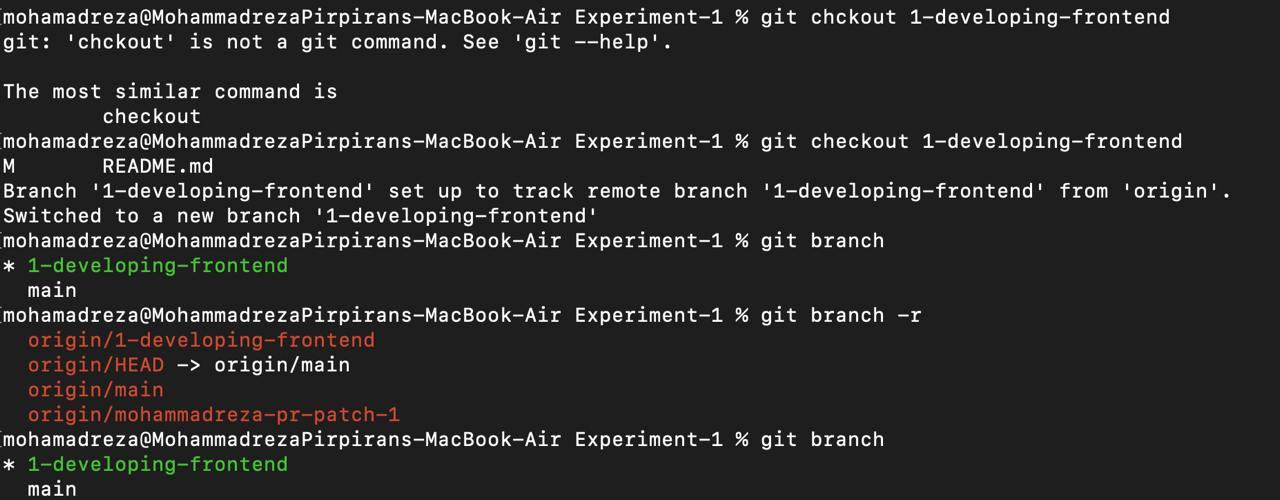 [mohamadreza@MohammadrezaPirpirans-MacBook-Air Experiment-1 % git chckout 1-developing-frontend
git: 'chckout' is not a git command. See 'git --help'.
The most similar command is
checkout
[mohamadreza@MohammadrezaPirpirans-MacBook-Air Experiment-1 % git checkout 1-developing-frontend
M README.md
Branch '1-developing-frontend' set up to track remote branch '1-developing-frontend' from 'origin'.
Switched to a new branch '1-developing-frontend'
[mohamadreza@MohammadrezaPirpirans-MacBook-Air Experiment-1 % git branch
* 1-developing-frontend
main
[mohamadreza@MohammadrezaPirpirans-MacBook-Air Experiment-1 % git branch -r
origin/1-developing-frontend
origin/HEAD -> origin/main
origin/main
origin/mohammadreza-pr-patch-1
[mohamadreza@MohammadrezaPirpirans-MacBook-Air Experiment-1 % git branch
* 1-developing-frontend
main